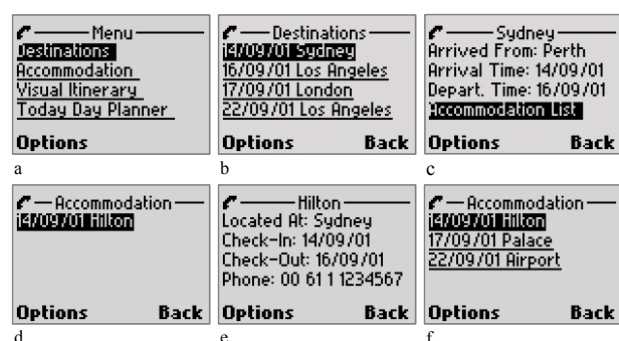 Menu
Destinations
Accommodation
Visual Itinerary
Today Day Planner
Options
a
Destinations
14/09/01 Sydney
16/09/01 Los Angeles
17/09/01 London
22/09/01 Los Angeles
Options Back
b
Sydney
Arrived From: Perth
Arrival Time: 14/09/01
Depart. Time: 16/09/01
Accommodation List
Options Back
c
Accommodation
14/09/01 Hilton
Options Back
d
Hilton
Located At: Sydney
Check-In: 14/09/01
Check-Out: 16/09/01
Phone: 00 61 1 1234567
Options Back
e
Accommodation
14/09/01 Hilton
17/09/01 Palace
22/09/01 Airport
Options Back
f